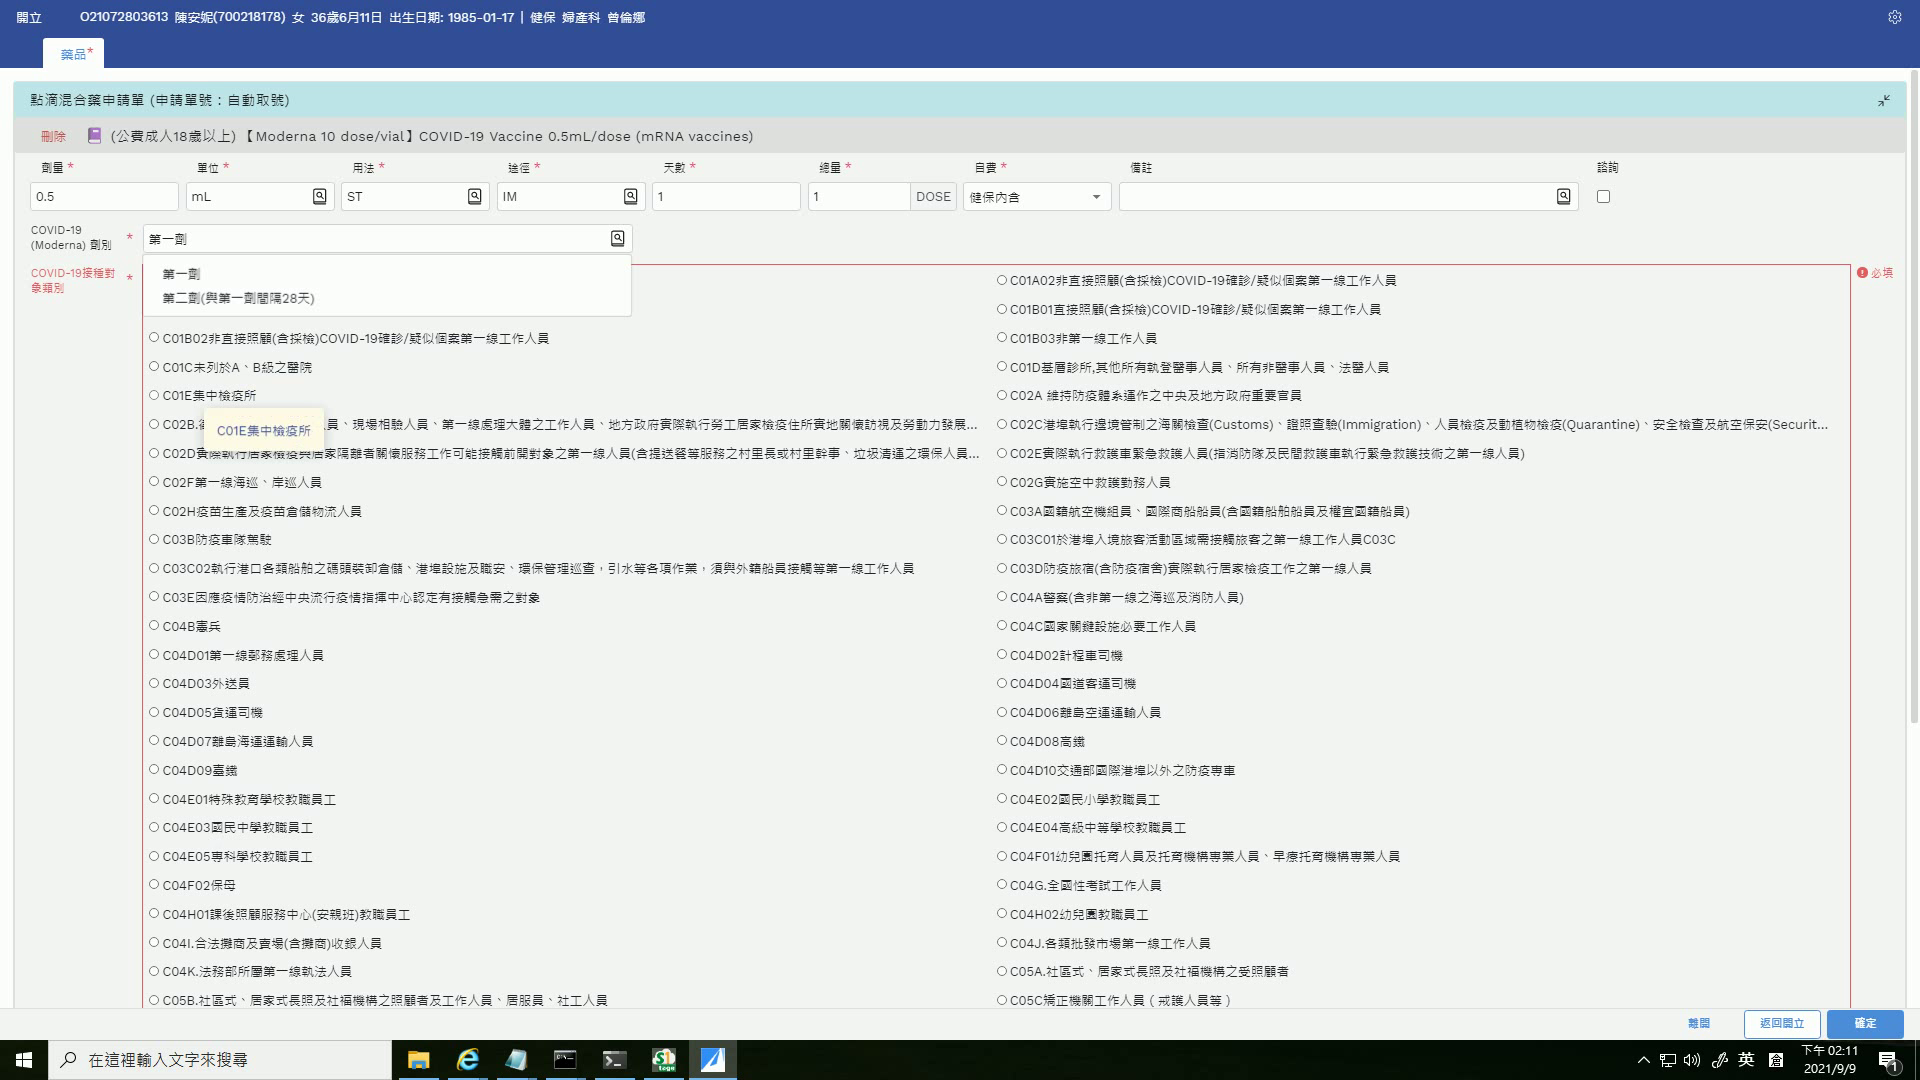 開立 O21072803613 陳安妮(700218178) 女 36歲6月11日 出生日期: 1985-01-17 | 健保 婦產科 曾倫娜
藥品*
點滴混合藥申請單 (申請單號：自動取號)
刪除 (公費成人18歲以上) 【Moderna 10 dose/vial】COVID-19 Vaccine 0.5mL/dose (mRNA vaccines)
劑量 * 單位 * 用法 * 途徑 * 天數 * 總量 * 自費 * 備註 諮詢
0.5 mL ST IM 1 1 DOSE 健保內含
COVID-19 (Moderna) 劑別 * 第一劑
第一劑
第二劑(與第一劑間隔28天)
COVID-19接種對象類別 *
必填
C01A02非直接照顧(含採檢)COVID-19確診/疑似個案第一線工作人員
C01B01直接照顧(含採檢)COVID-19確診/疑似個案第一線工作人員
C01B02非直接照顧(含採檢)COVID-19確診/疑似個案第一線工作人員 C01B03非第一線工作人員
C01C未列於A、B級之醫院 C01D基層診所,其他所有執登醫事人員、所有非醫事人員、法醫人員
C01E集中檢疫所 C02A 維持防疫體系運作之中央及地方政府重要官員
C01E集中檢疫所
C02B. 員、現場相驗人員、第一線處理大體之工作人員、地方政府實際執行勞工居家檢疫住所實地關懷訪視及勞動力發展... C02C港埠執行邊境管制之海關檢查(Customs)、證照查驗(Immigration)、人員檢疫及動植物檢疫(Quarantine)、安全檢查及航空保安(Securit...
C02D實際執行居家檢疫與居家隔離者關懷服務工作可能接觸前開對象之第一線人員(含提送餐等服務之村里長或村里幹事、垃圾清運之環保人員... C02E實際執行救護車緊急救護人員(指消防隊及民間救護車執行緊急救護技術之第一線人員)
C02F第一線海巡、岸巡人員 C02G實施空中救護勤務人員
C02H疫苗生產及疫苗倉儲物流人員 C03A國籍航空機組員、國際商船船員(含國籍船舶船員及權宜國籍船員)
C03B防疫車隊駕駛 C03C01於港埠入境旅客活動區域需接觸旅客之第一線工作人員C03C
C03C02執行港口各類船舶之碼頭裝卸倉儲、港埠設施及職安、環保管理巡查，引水等各項作業，須與外籍船員接觸等第一線工作人員 C03D防疫旅宿(含防疫宿舍)實際執行居家檢疫工作之第一線人員
C03E因應疫情防治經中央流行疫情指揮中心認定有接觸急需之對象 C04A警察(含非第一線之海巡及消防人員)
C04B憲兵 C04C國家關鍵設施必要工作人員
C04D01第一線郵務處理人員 C04D02計程車司機
C04D03外送員 C04D04國道客運司機
C04D05貨運司機 C04D06離島空運運輸人員
C04D07離島海運運輸人員 C04D08高鐵
C04D09臺鐵 C04D10交通部國際港埠以外之防疫專車
C04E01特殊教育學校教職員工 C04E02國民小學教職員工
C04E03國民中學教職員工 C04E04高級中等學校教職員工
C04E05專科學校教職員工 C04F01幼兒園托育人員及托育機構專業人員、早療托育機構專業人員
C04F02保母 C04G.全國性考試工作人員
C04H01課後照顧服務中心(安親班)教職員工 C04H02幼兒園教職員工
C04I.合法攤商及賣場(含攤商)收銀人員 C04J.各類批發市場第一線工作人員
C04K.法務部所屬第一線執法人員 C05A.社區式、居家式長照及社福機構之受照顧者
C05B.社區式、居家式長照及社福機構之照顧者及工作人員、居服員、社工人員 C05C矯正機關工作人員 ( 戒護人員等 )
離開 返回開立 確定
在這裡輸入文字來搜尋
英
下午 02:11
2021/9/9
1